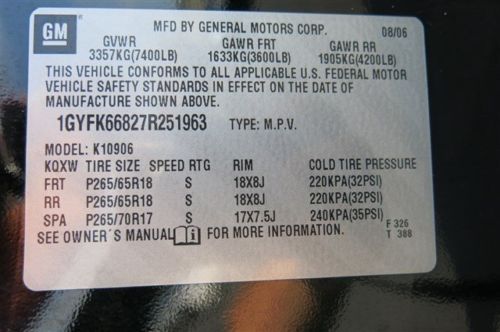 GM
MFD BY GENERAL MOTORS CORP. 08/06
GVWR GAWR FRT GAWR RR
3357KG(7400LB) 1633KG(3600LB) 1905KG(4200LB)
THIS VEHICLE CONFORMS TO ALL APPLICABLE U.S. FEDERAL MOTOR
VEHICLE SAFETY STANDARDS IN EFFECT ON THE DATE OF
MANUFACTURE SHOWN ABOVE.
1GYFK66827R251963 TYPE: M.P.V.
MODEL: K10906
KQXW TIRE SIZE SPEED RTG RIM COLD TIRE PRESSURE
FRT P265/65R18 S 18X8J 220KPA(32PSI)
RR P265/65R18 S 18X8J 220KPA(32PSI)
SPA P265/70R17 S 17X7.5J 240KPA(35PSI)
SEE OWNER´S MANUAL i FOR MORE INFORMATION.
F 326
T 388